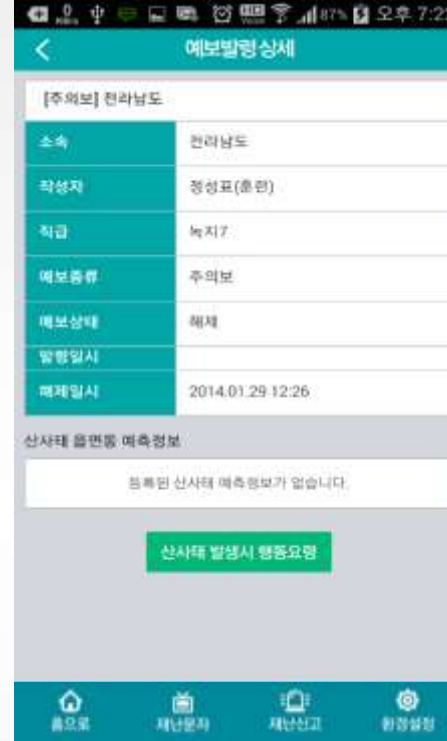 87% 오후 7:2
예보발령상세
[주의보] 전라남도
소속 전라남도
작성자 정성표(훈련)
직급 녹지7
예보종류 주의보
예보상태 해제
발령일시
해제일시 2014.01.29 12:26
산사태 읍면동 예측정보
등록된 산사태 예측정보가 없습니다.
산사태 발생시 행동요령
홈으로 재난문자 재난신고 환경설정